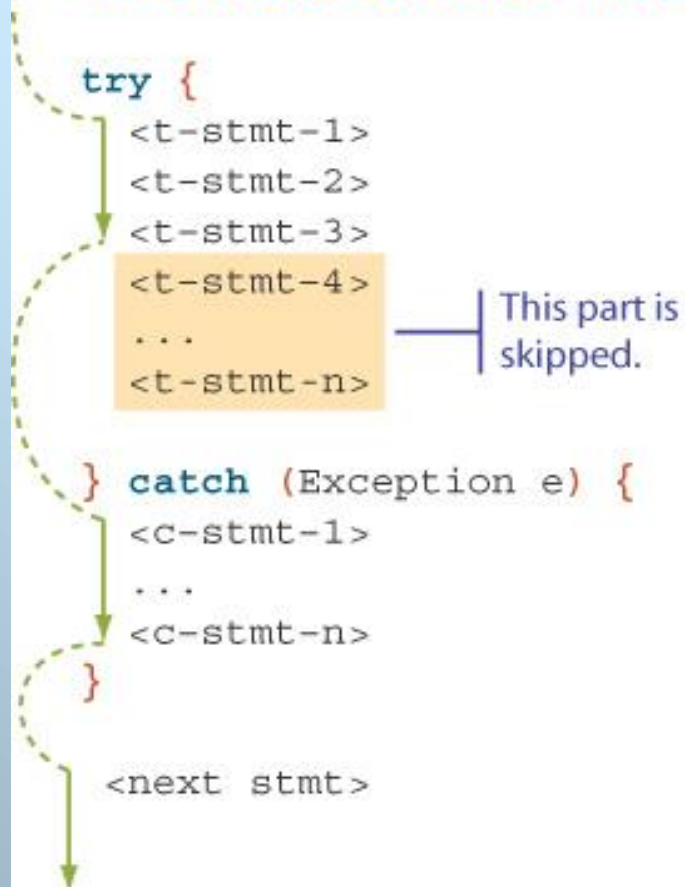 try {
<t-stmt-1>
<t-stmt-2>
<t-stmt-3>
<t-stmt-4>
...
<t-stmt-n>
This part is
skipped.
} catch (Exception e) {
<c-stmt-1>
...
<c-stmt-n>
}
<next stmt>